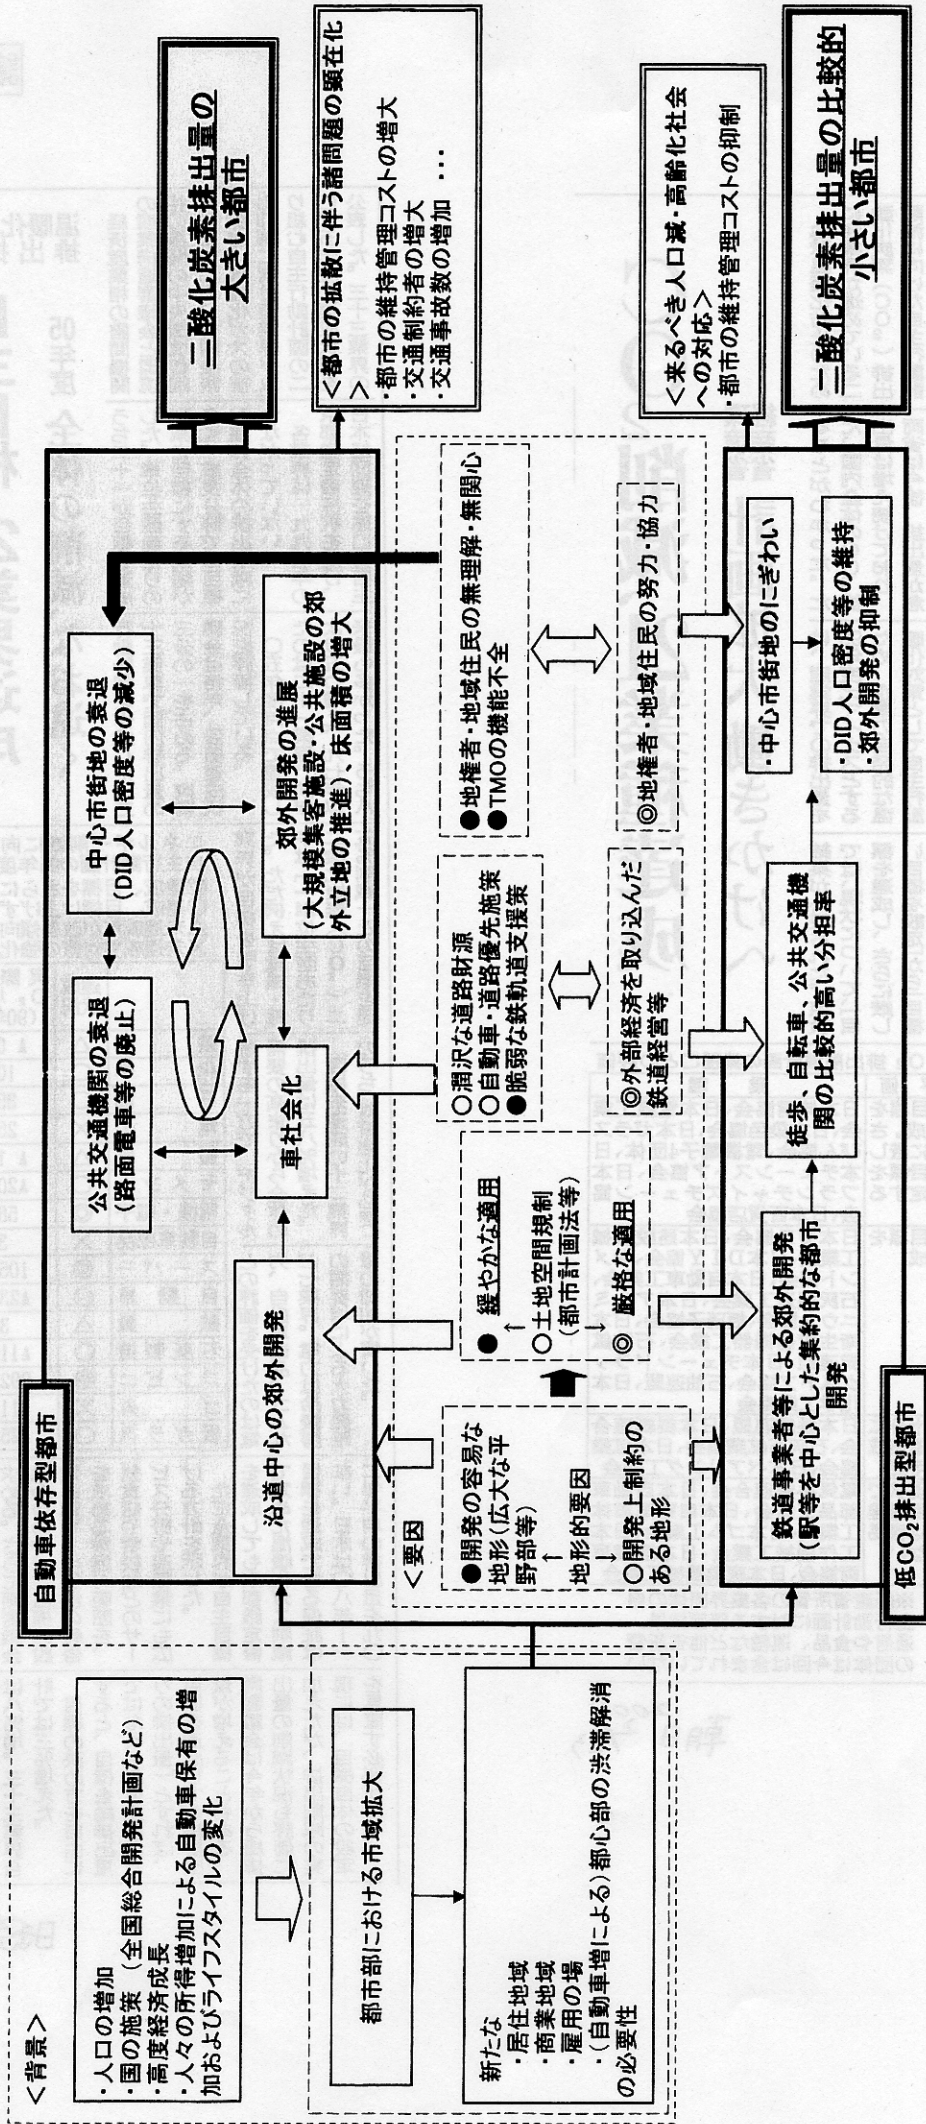 ＜背景＞
・人口の増加
・国の施策（全国総合開発計画など）
・高度経済成長
・人々の所得増加による自動車保有の増
加およびライフスタイルの変化
都市部における市域拡大
新たな
・居住地域
・商業地域
・雇用の場
・（自動車増による）都心部の渋滞解消
の必要性
自動車依存型都市
沿道中心の郊外開発
車社会化
公共交通機関の衰退
（路面電車等の廃止）
中心市街地の衰退
（DID人口密度等の減少）
郊外開発の進展
（大規模集客施設・公共施設の郊
外立地の推進）、床面積の増大
＜要因
●開発の容易な
地形（広大な平
野部等）
↑
地形的要因
↓
○開発上制約の
ある地形
● 緩やかな適用
↑
○土地空間規制
（都市計画法等）
↓
◎ 厳格な適用
○潤沢な道路財源
○自動車・道路優先施策
●脆弱な鉄軌道支援策
◎外部経済を取り込んだ
鉄道経営等
●地権者・地域住民の無理解・無関心
●TMOの機能不全
◎地権者・地域住民の努力・協力
＞
低CO₂排出型都市
鉄道事業者等による郊外開発
（駅等を中心とした集約的な都市
開発
徒歩、自転車、公共交通機
関の比較的高い分担率
・中心市街地のにぎわい
・DID人口密度等の維持
・郊外開発の抑制
二酸化炭素排出量の
大きい都市
＜都市の拡散に伴う諸問題の顕在化
＞
・都市の維持管理コストの増大
・交通制約者の増大
・交通事故数の増加 …
＜来るべき人口減・高齢化社会
への対応＞
・都市の維持管理コストの抑制
二酸化炭素排出量の比較的
小さい都市